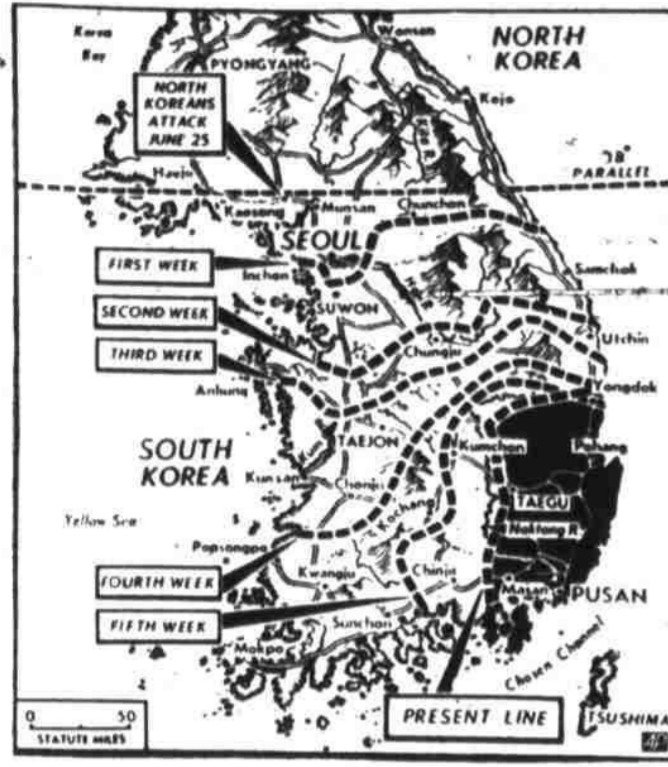 Korea
Bay
Wonsan
NORTH
KOREA
PYONGYANG
NORTH
KOREANS
ATTACK
JUNE 25
Kojo
Haeju
38°
PARALLEL
Kaesong
Munsan
Chunchon
SEOUL
FIRST WEEK
Inchon
Samchok
SECOND WEEK
SUWON
Utchin
THIRD WEEK
Chungju
Anhung
Yongdok
SOUTH
KOREA
TAEJON
Kum
Kumchon
Pohang
Kunsan
Chonju
TAEGU
Kochang
Naktong R.
Yellow Sea
Popsongpo
FOURTH WEEK
Kwangju
Chinju
Masan
PUSAN
FIFTH WEEK
Sunchon
Mokpo
Chosen Channel
PRESENT LINE
TSUSHIMA
0 50
STATUTE MILES